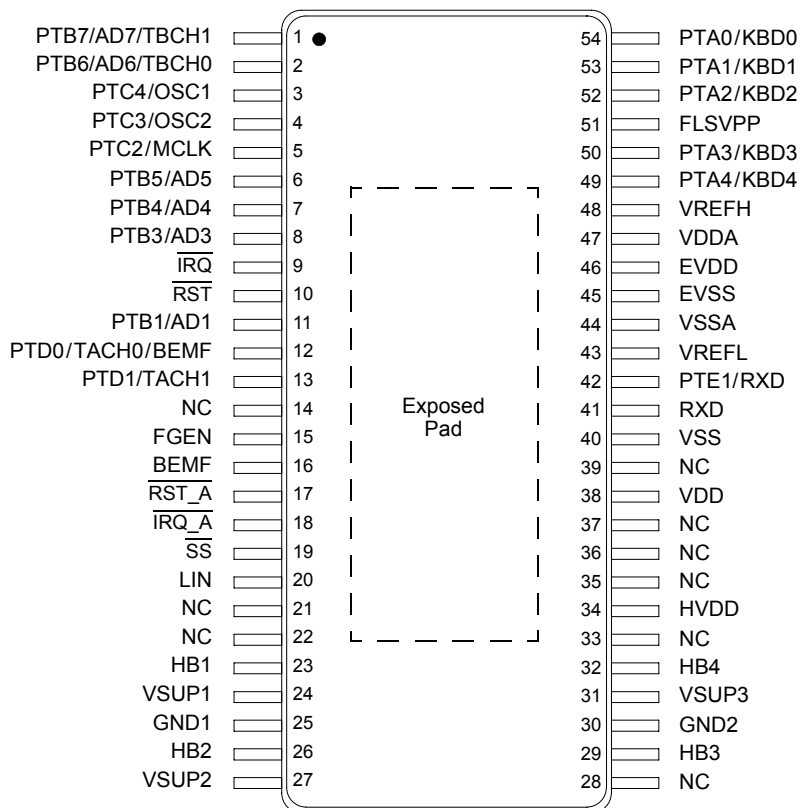 PTB7/AD7/TBCH1 1 54 PTA0/KBD0
PTB6/AD6/TBCH0 2 53 PTA1/KBD1
PTC4/OSC1 3 52 PTA2/KBD2
PTC3/OSC2 4 51 FLSVPP
PTC2/MCLK 5 50 PTA3/KBD3
PTB5/AD5 6 49 PTA4/KBD4
PTB4/AD4 7 48 VREFH
PTB3/AD3 8 47 VDDA
IRQ 9 46 EVDD
RST 10 45 EVSS
PTB1/AD1 11 44 VSSA
PTD0/TACH0/BEMF 12 43 VREFL
PTD1/TACH1 13 42 PTE1/RXD
NC 14 Exposed 41 RXD
FGEN 15 Pad 40 VSS
BEMF 16 39 NC
RST_A 17 38 VDD
IRQ_A 18 37 NC
SS 19 36 NC
LIN 20 35 NC
NC 21 34 HVDD
NC 22 33 NC
HB1 23 32 HB4
VSUP1 24 31 VSUP3
GND1 25 30 GND2
HB2 26 29 HB3
VSUP2 27 28 NC